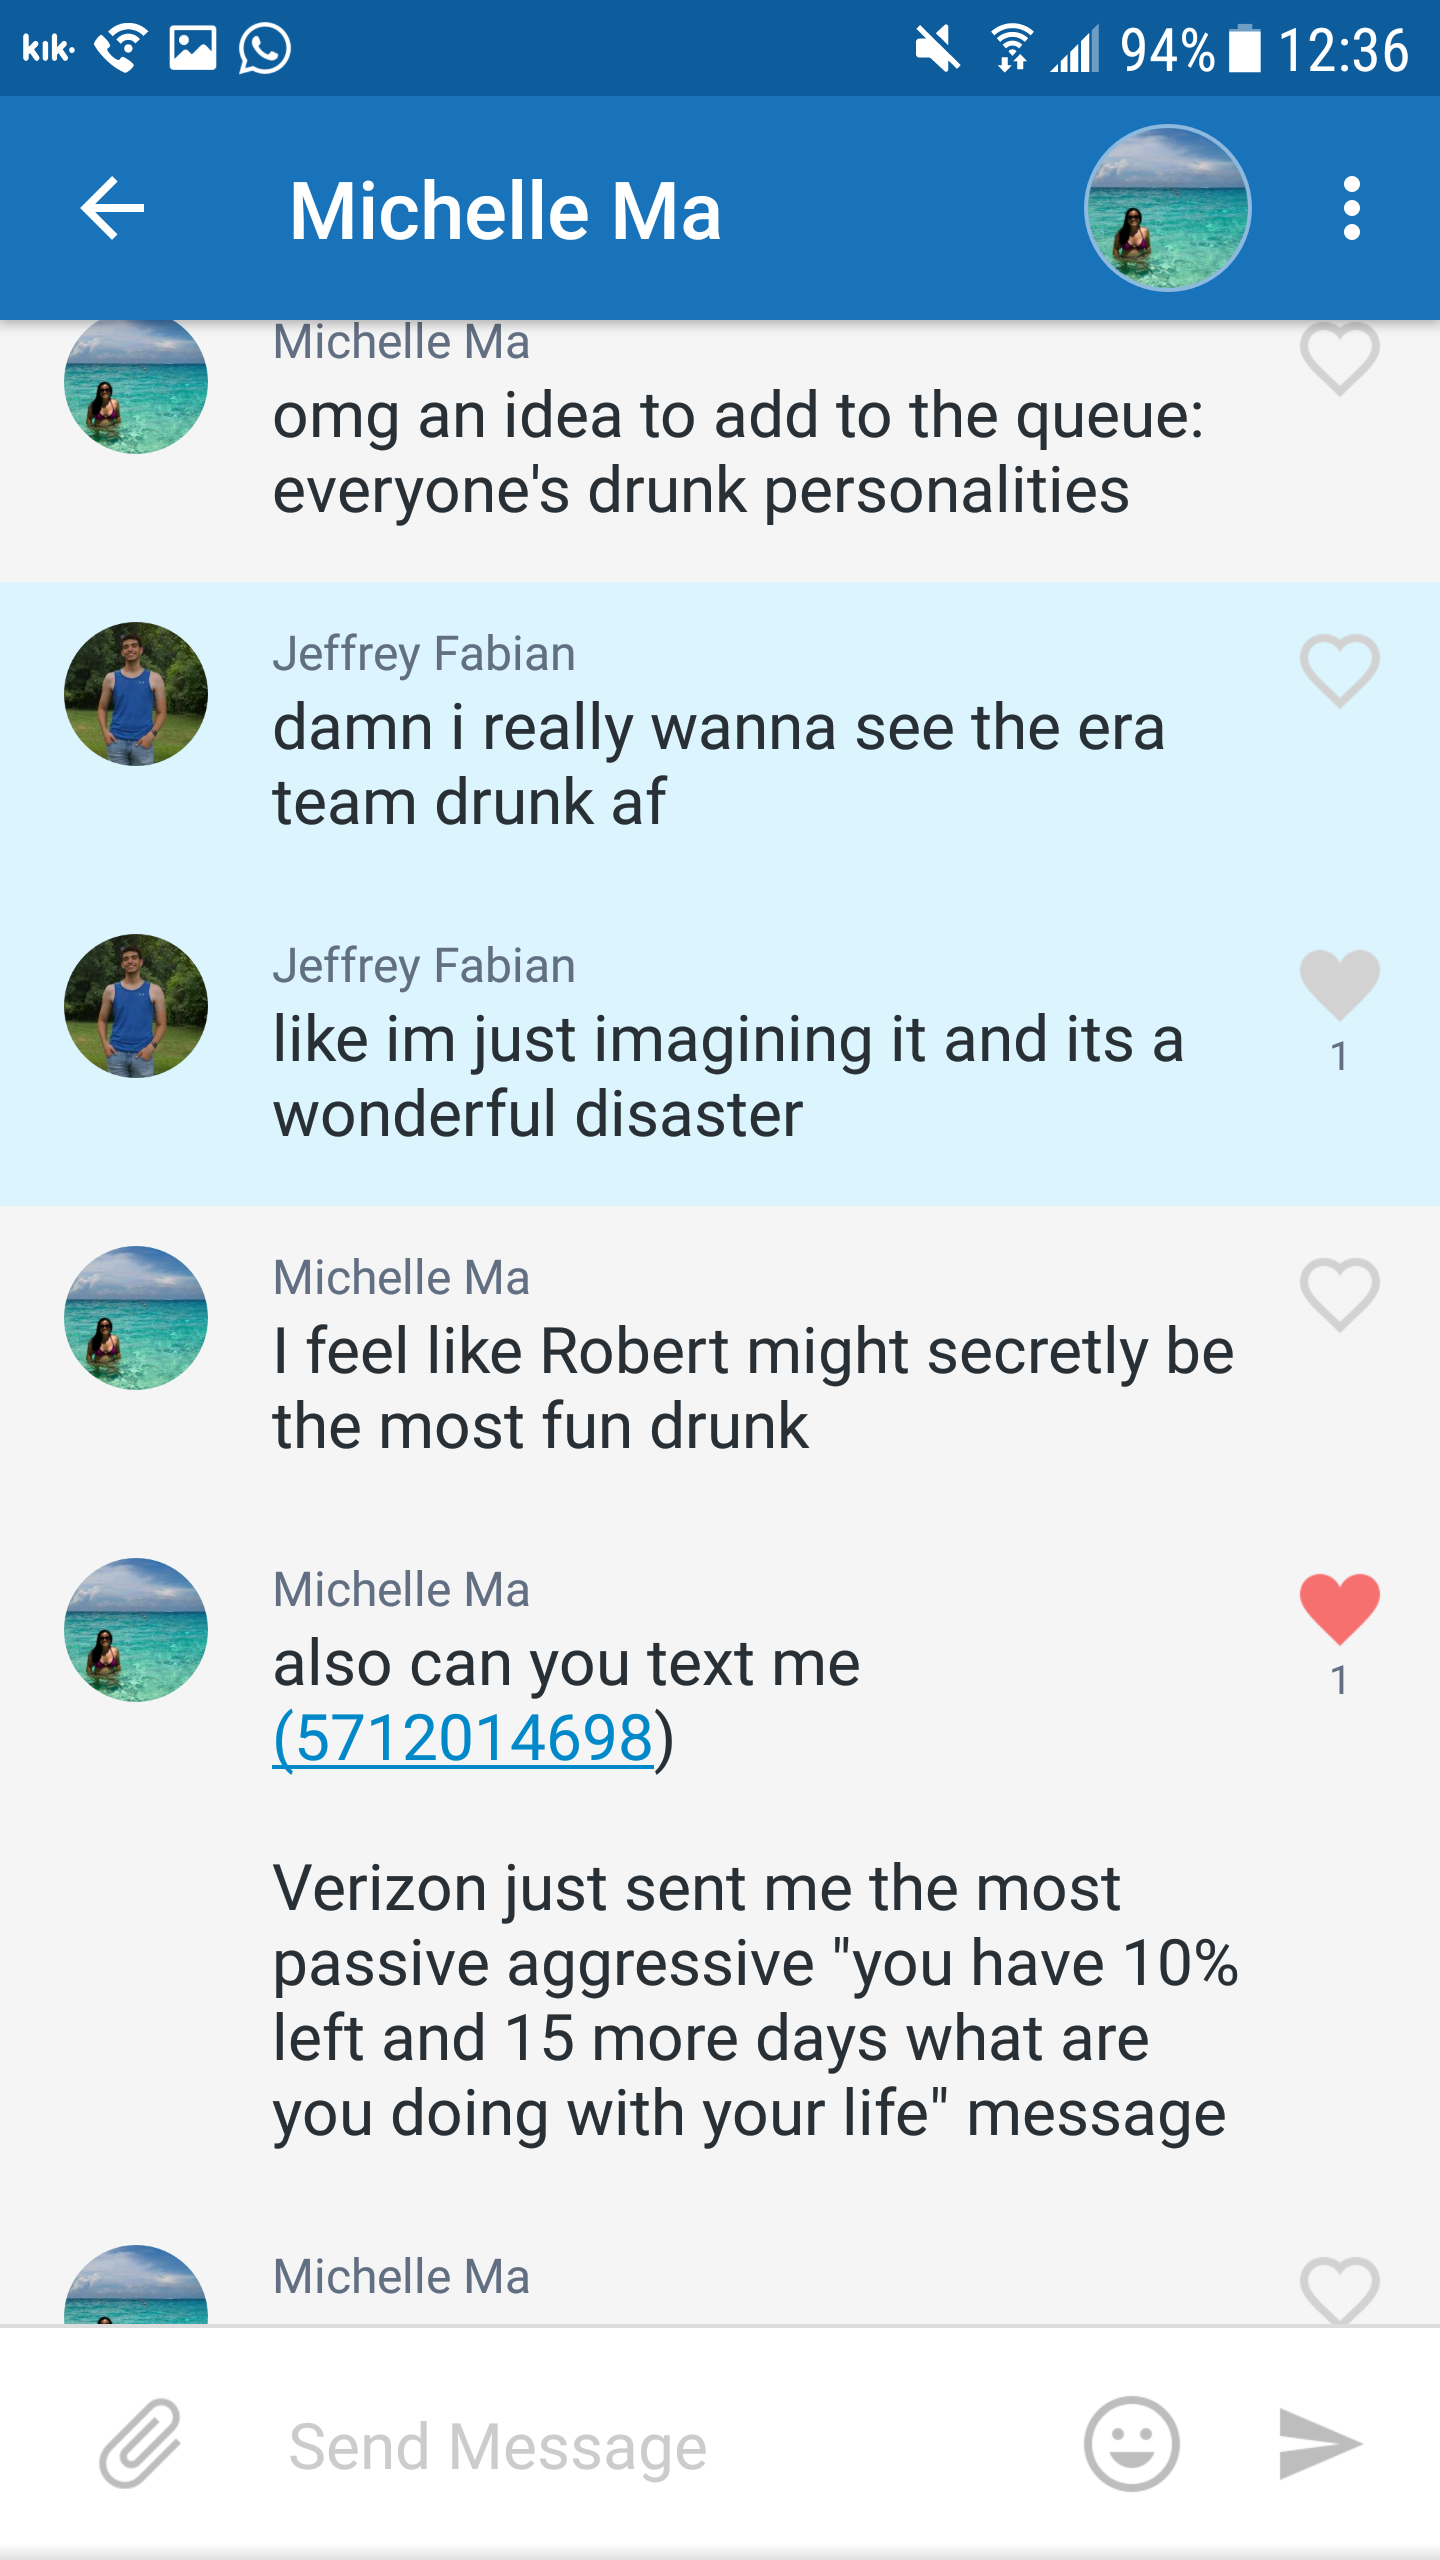 kik.
94% 12:36
Michelle Ma
Michelle Ma
omg an idea to add to the queue:
everyone's drunk personalities
Jeffrey Fabian
damn i really wanna see the era
team drunk af
Jeffrey Fabian
like im just imagining it and its a
wonderful disaster
1
Michelle Ma
I feel like Robert might secretly be
the most fun drunk
Michelle Ma
also can you text me
(5712014698)
1
Verizon just sent me the most
passive aggressive "you have 10%
left and 15 more days what are
you doing with your life" message
Michelle Ma
Send Message